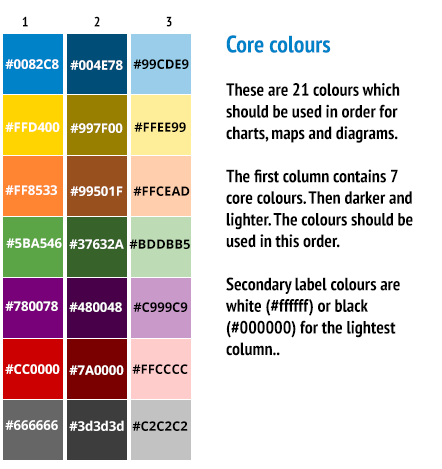 1 2 3
#0082C8 #004E78 #99CDE9
#FFD400 #997F00 #FFEE99
#FF8533 #99501F #FFCEAD
#5BA546 #37632A #BDDBB5
#780078 #480048 #C999C9
#CC0000 #7A0000 #FFCCCC
#666666 #3d3d3d #C2C2C2
Core colours
These are 21 colours which
should be used in order for
charts, maps and diagrams.
The first column contains 7
core colours. Then darker and
lighter. The colours should be
used in this order.
Secondary label colours are
white (#ffffff) or black
(#000000) for the lightest
column..